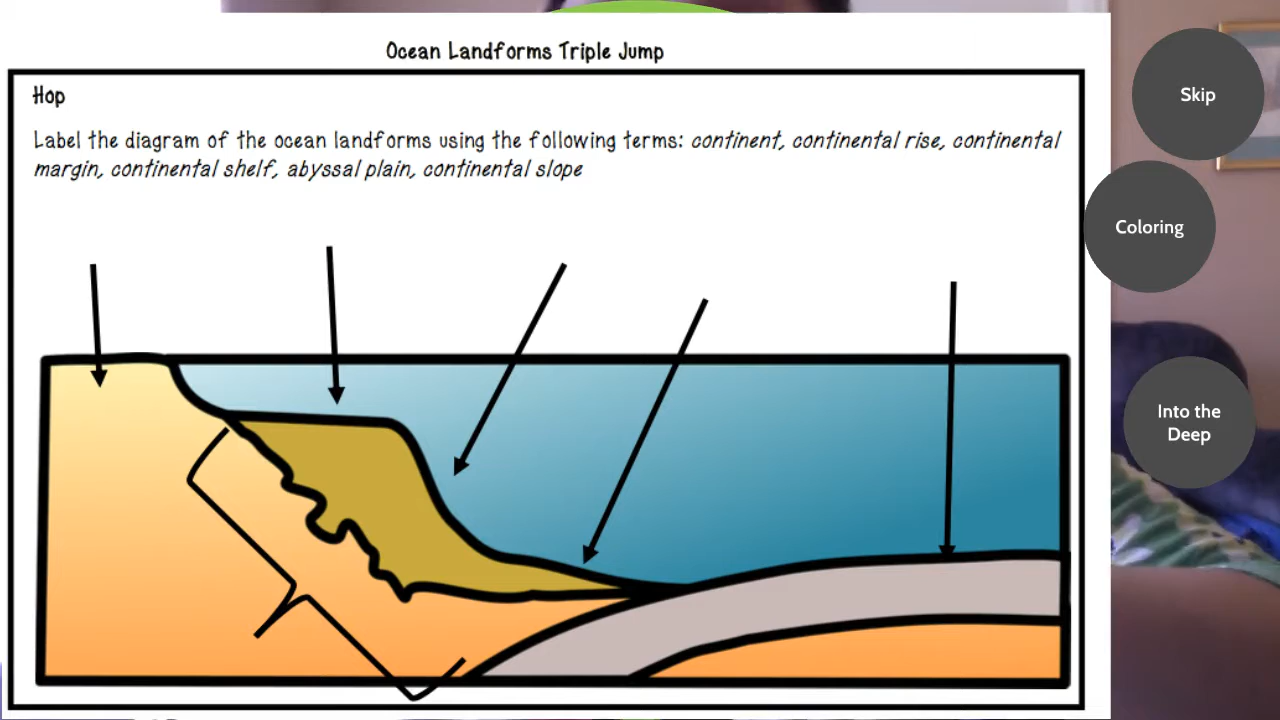 Ocean Landforms Triple Jump
Hop
Label the diagram of the ocean landforms using the following terms: continent, continental rise, continental
margin, continental shelf, abyssal plain, continental slope
Skip
Coloring
Into the
Deep